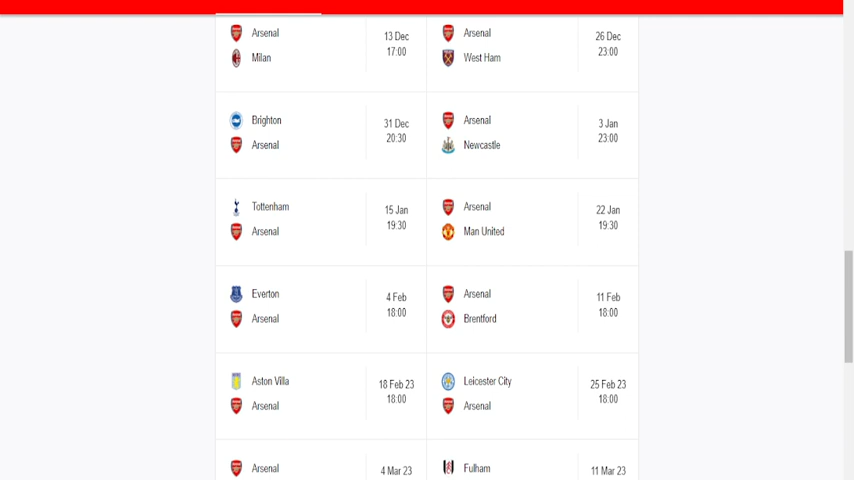 Arsenal
Milan
13 Dec
17:00
Arsenal
West Ham
26 Dec
23:00
Brighton
Arsenal
31 Dec
20:30
Arsenal
Newcastle
3 Jan
23:00
Tottenham
Arsenal
15 Jan
19:30
Arsenal
Man United
22 Jan
19:30
Everton
Arsenal
4 Feb
18:00
Arsenal
Brentford
11 Feb
18:00
Aston Villa
Arsenal
18 Feb 23
18:00
Leicester City
Arsenal
25 Feb 23
18:00
Arsenal
4 Mar 23
Fulham
11 Mar 23